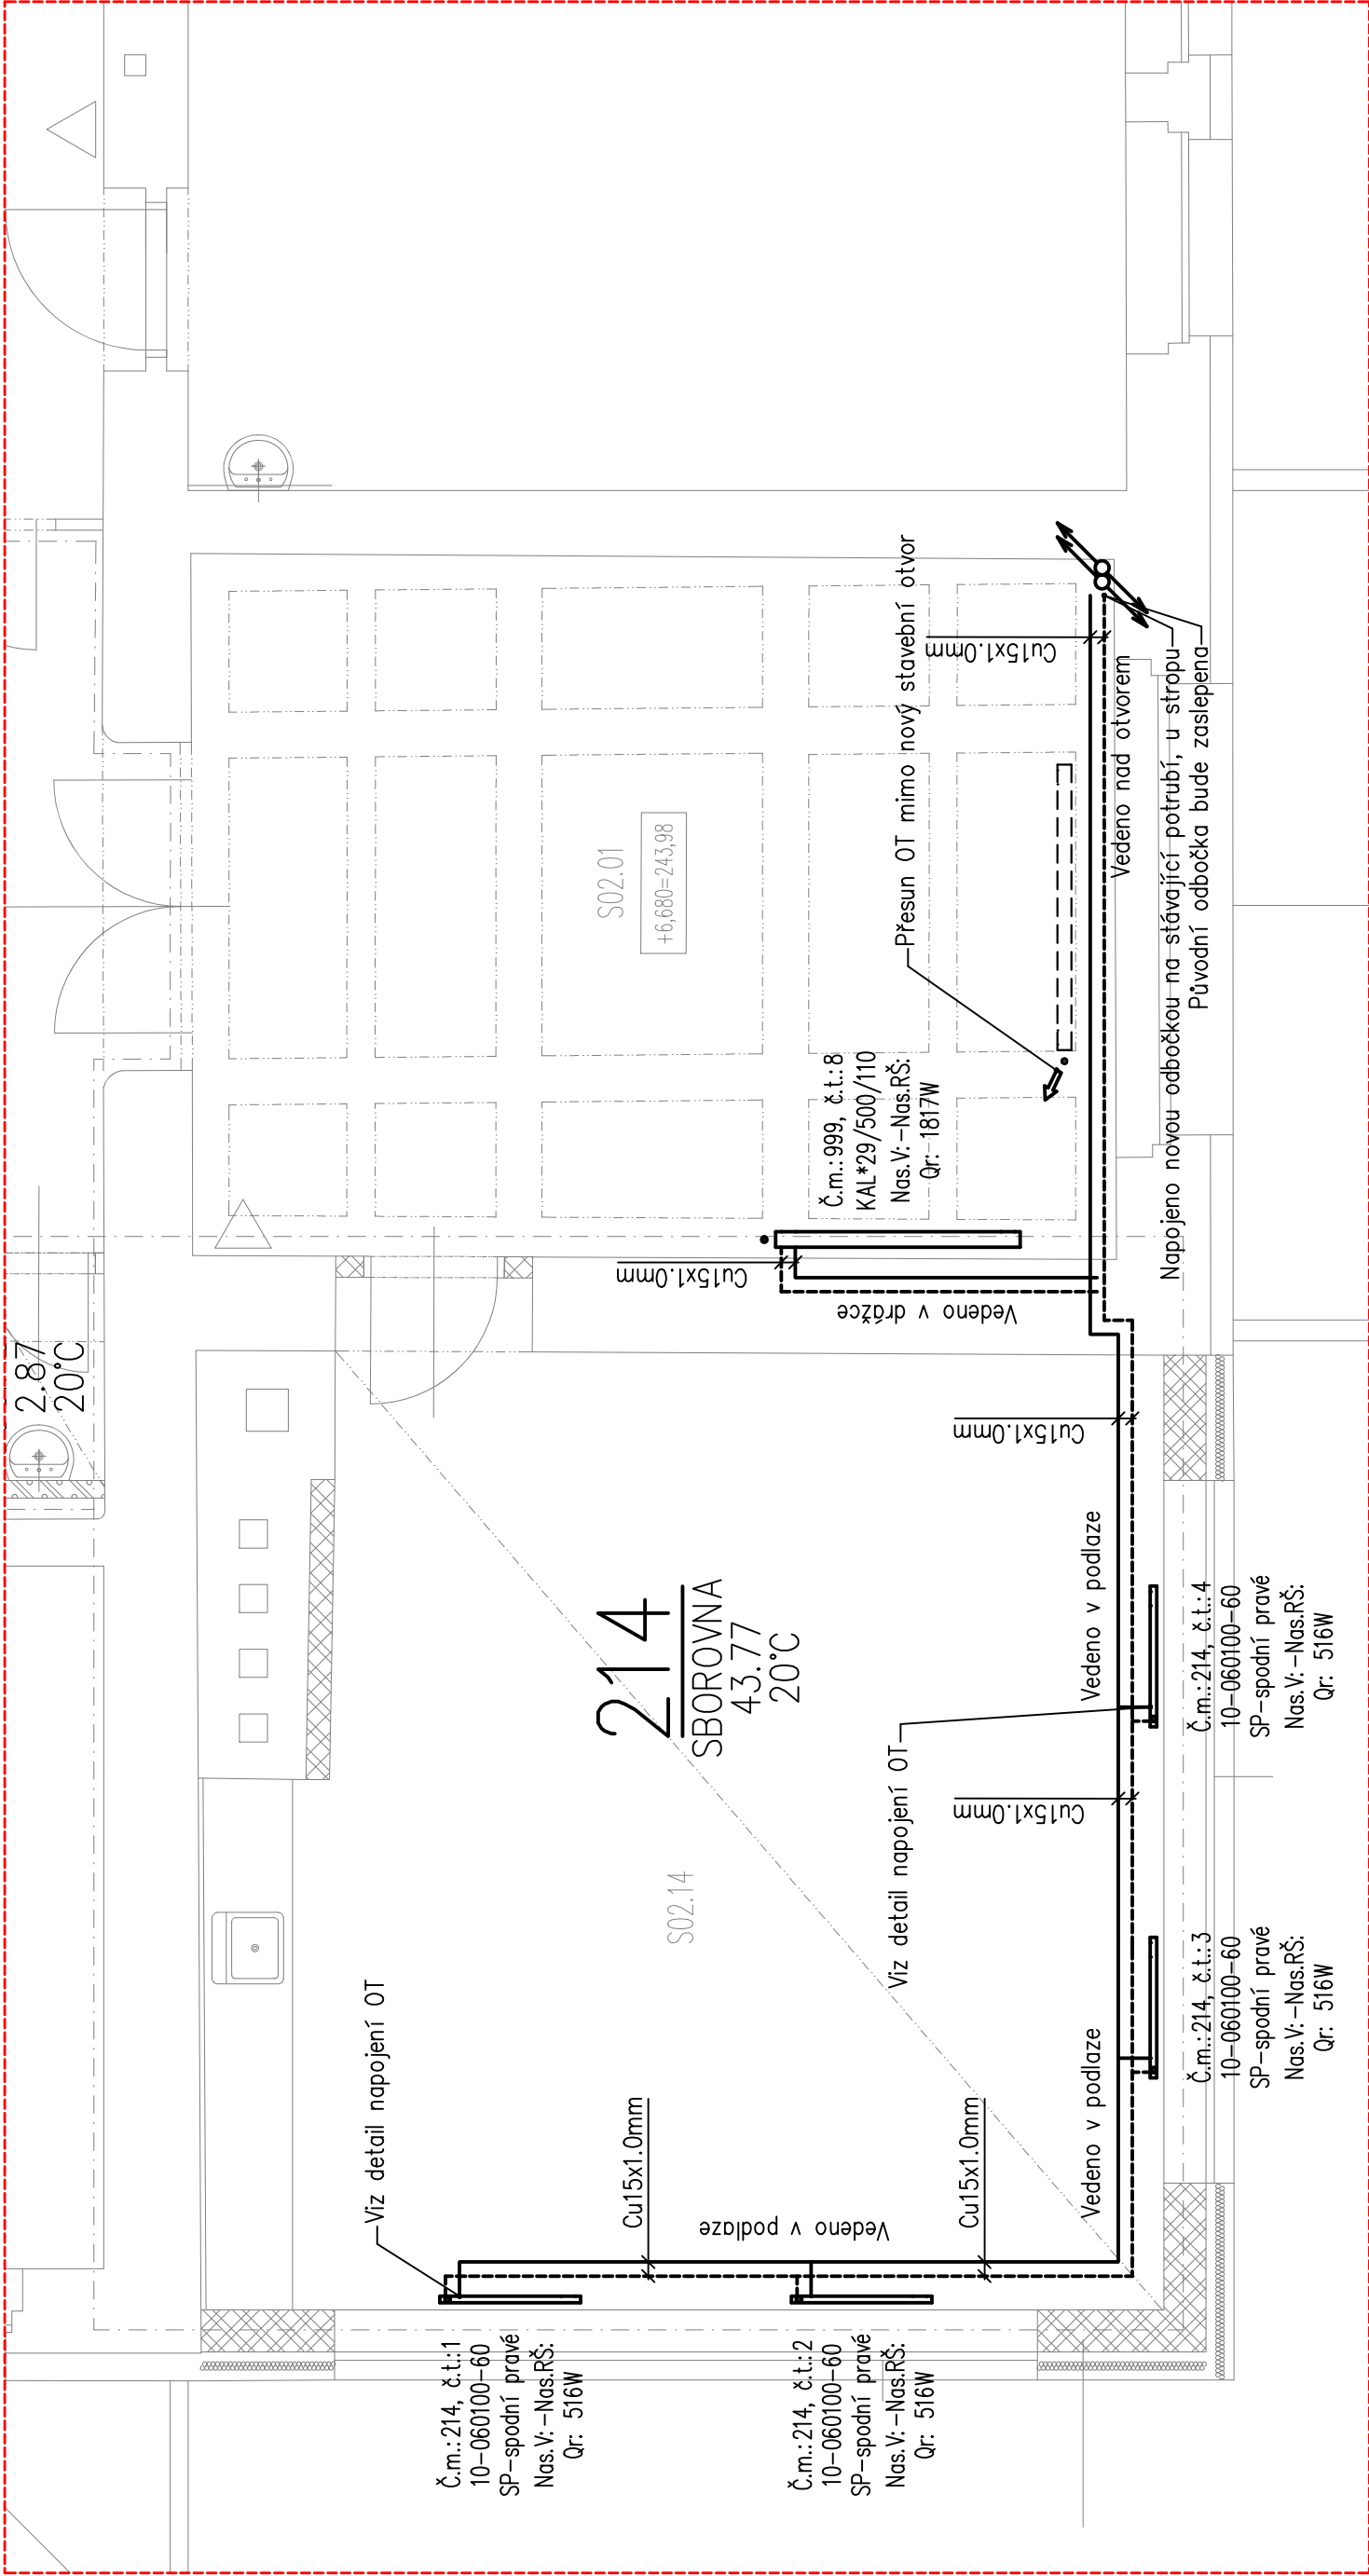 2.87
20°C
S02.01
+6,680=243,98
Přesun OT mimo nový stavební otvor
Cu15x1.0mm
Vedeno nad otvorem
Napojeno novou odbočkou na stávající potrubí, u stropu
Původní odbočka bude zaslepena
Č.m.:999, č.t.:8
KAL*29/500/110
Nas.V:-Nas.RŠ:
Qr: 1817W
Cu15x1.0mm
Vedeno v drážce
Cu15x1.0mm
214
SBOROVNA
43.77
20°C
S02.14
Vedeno v podlaze
Viz detail napojení OT
Cu15x1.0mm
Č.m.:214, č.t.:4
10-060100-60
SP-spodní pravé
Nas.V:-Nas.RŠ:
Qr: 516W
Č.m.:214, č.t.:3
10-060100-60
SP-spodní pravé
Nas.V:-Nas.RŠ:
Qr: 516W
Vedeno v podlaze
Viz detail napojení OT
Cu15x1.0mm
Vedeno v podlaze
Cu15x1.0mm
Č.m.:214, č.t.:1
10-060100-60
SP-spodní pravé
Nas.V:-Nas.RŠ:
Qr: 516W
Č.m.:214, č.t.:2
10-060100-60
SP-spodní pravé
Nas.V:-Nas.RŠ:
Qr: 516W